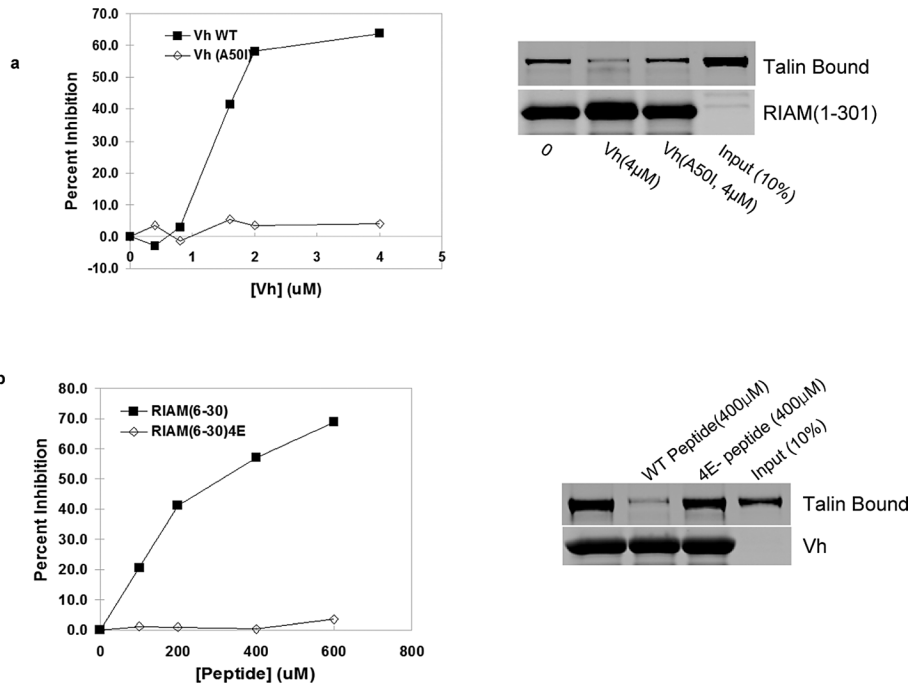 a
Percent Inhibition
70.0
60.0
50.0
40.0
30.0
20.0
10.0
0.0
-10.0
Vh WT
Vh (A50I)
0 1 2 3 4 5
[Vh] (uM)
Talin Bound
RIAM(1-301)
0
Vh(4µM)
Vh(A50I, 4µM)
Input (10%)
b
Percent Inhibition
80.0
70.0
60.0
50.0
40.0
30.0
20.0
10.0
0.0
RIAM(6-30)
RIAM(6-30)4E
0 200 400 600 800
[Peptide] (uM)
WT Peptide(400µM)
4E- peptide (400µM)
Input (10%)
Talin Bound
Vh